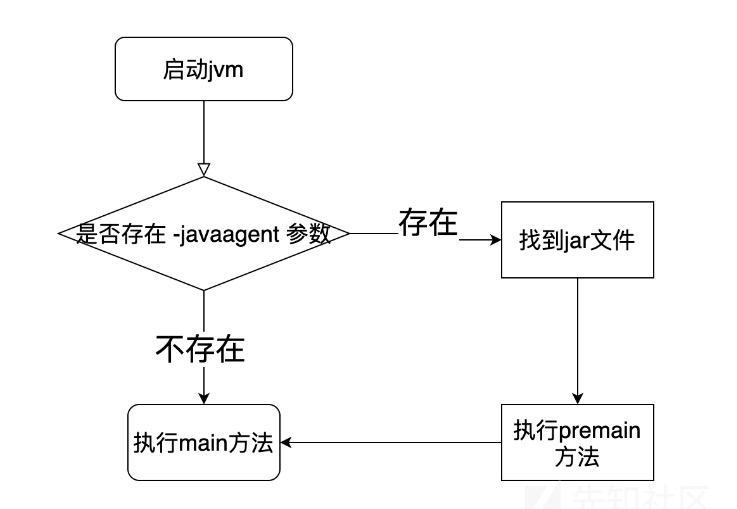 启动jvm
是否存在 -javaagent 参数
存在
找到jar文件
不存在
执行main方法
执行premain
方法
先知社区